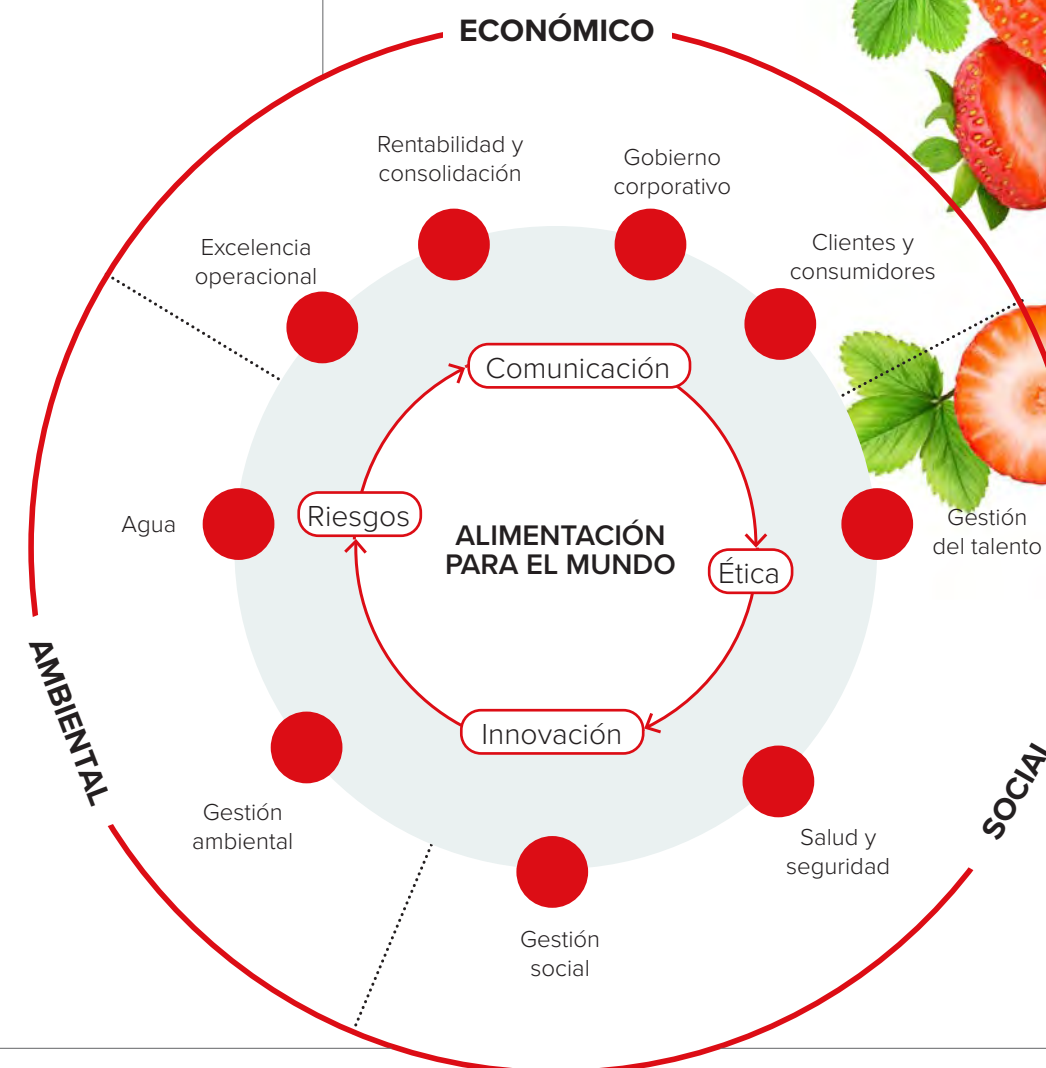 ECONÓMICO
Rentabilidad y
consolidación
Gobierno
corporativo
Excelencia
operacional
Clientes y
consumidores
Comunicación
Agua
Riesgos
ALIMENTACIÓN
PARA EL MUNDO
Ética
Gestión
del talento
AMBIENTAL
Innovación
SOCIAL
Gestión
ambiental
Salud y
seguridad
Gestión
social